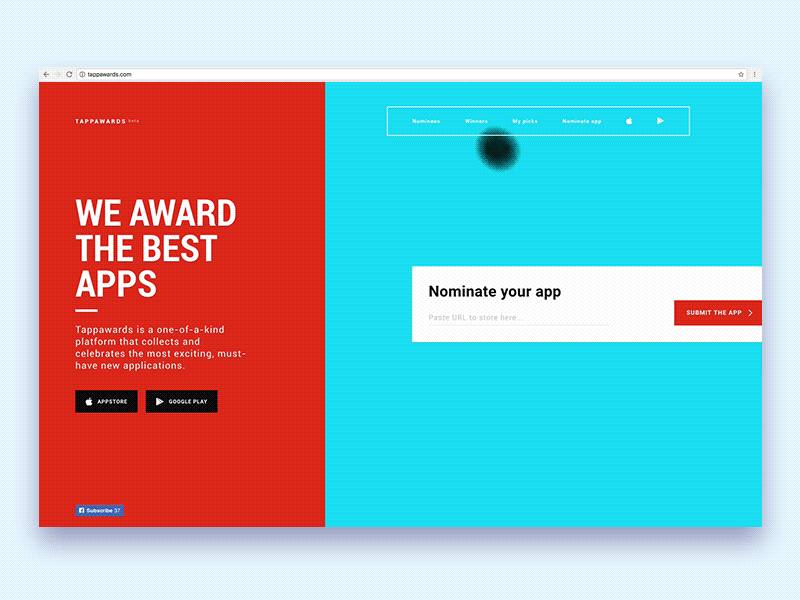 tappawards.com
TAPPAWARDS beta
Nominees Winners My picks Nominate app
WE AWARD
THE BEST
APPS
Tappawards is a one-of-a-kind
platform that collects and
celebrates the most exciting, must-
have new applications.
APPSTORE GOOGLE PLAY
Nominate your app
Paste URL to store here...
SUBMIT THE APP
Subscribe 37